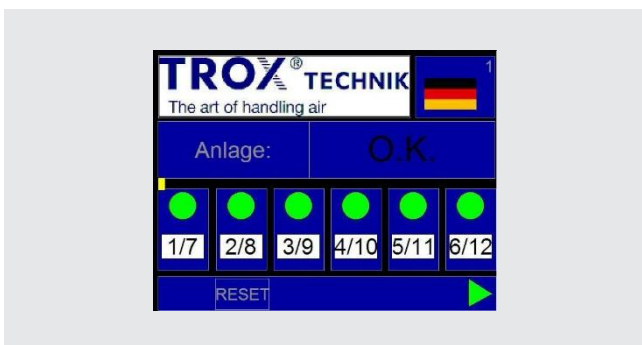 TROX® TECHNIK
The art of handling air
1
Anlage: O.K.
1/7 2/8 3/9 4/10 5/11 6/12
RESET